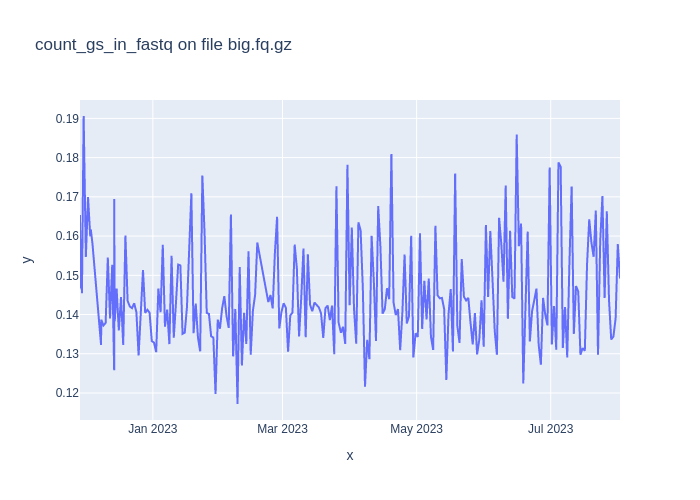 count_gs_in_fastq on file big.fq.gz
0.19
0.18
0.17
0.16
0.15
0.14
0.13
0.12
y
Jan 2023
Mar 2023
May 2023
Jul 2023
x